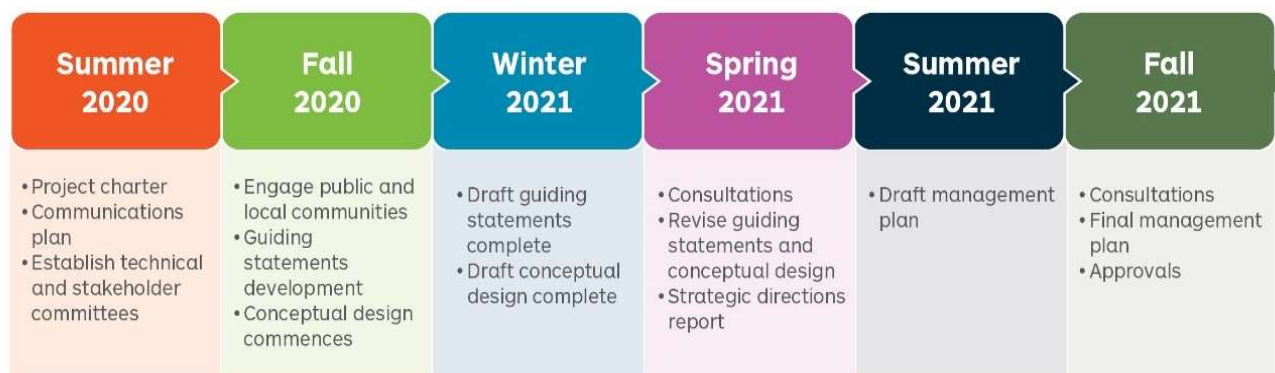 Summer
2020
• Project charter
• Communications
plan
• Establish technical
and stakeholder
committees
Fall
2020
• Engage public and
local communities
• Guiding
statements
development
• Conceptual design
commences
Winter
2021
• Draft guiding
statements
complete
• Draft conceptual
design complete
Spring
2021
• Consultations
• Revise guiding
statements and
conceptual design
• Strategic directions
report
Summer
2021
• Draft management
plan
Fall
2021
• Consultations
• Final management
plan
• Approvals